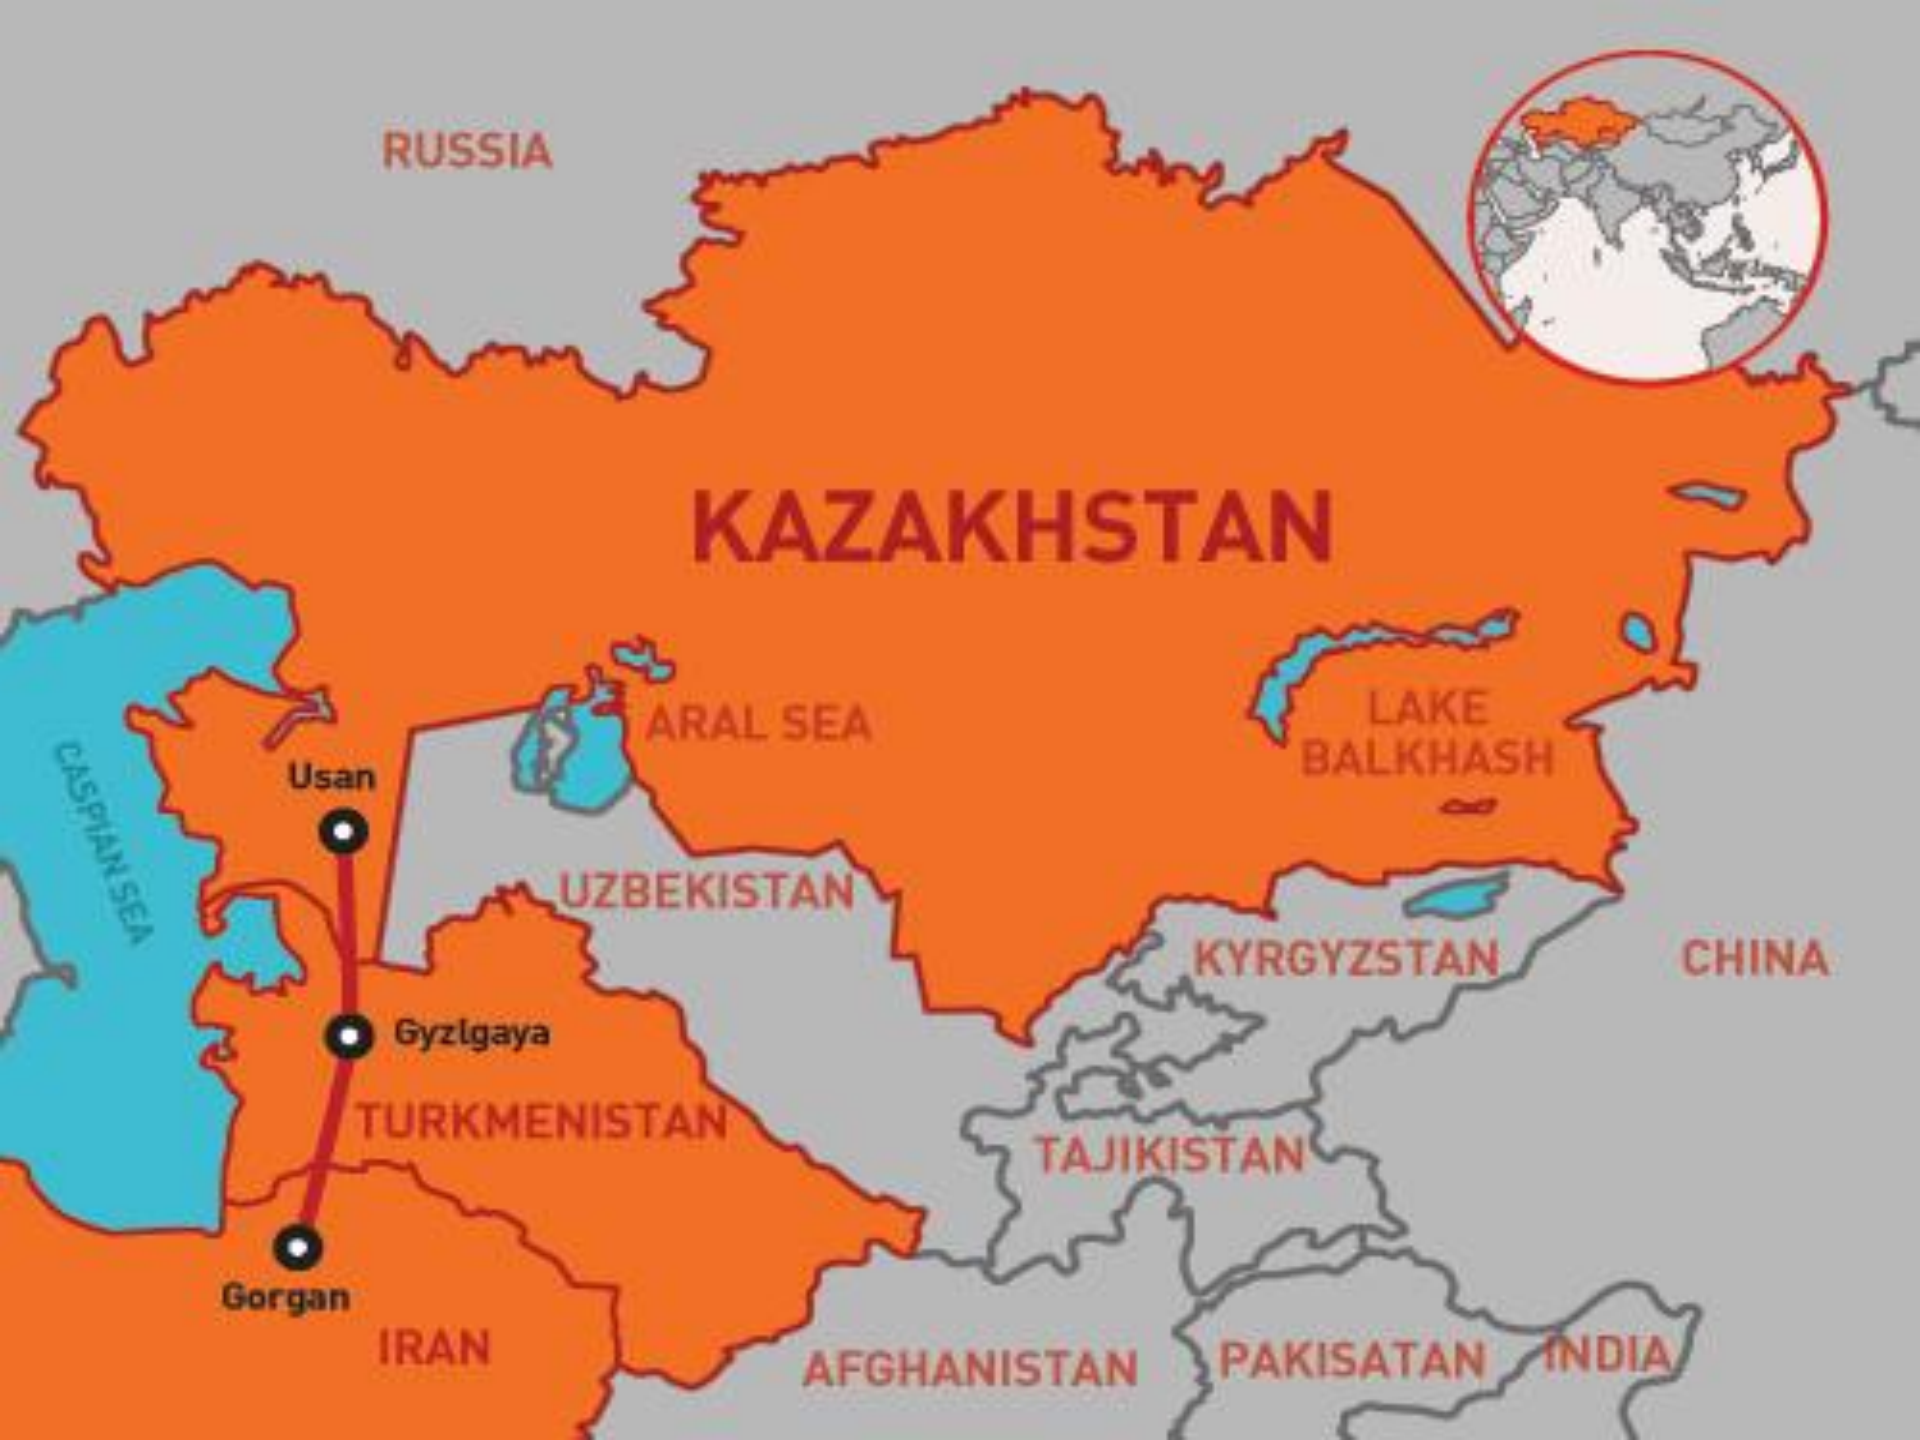 RUSSIA
KAZAKHSTAN
ARAL SEA
LAKE
BALKHASH
CASPIAN SEA
Usan
UZBEKISTAN
KYRGYZSTAN
CHINA
Gyzlgaya
TURKMENISTAN
TAJIKISTAN
Gorgan
IRAN
AFGHANISTAN
PAKISATAN
INDIA